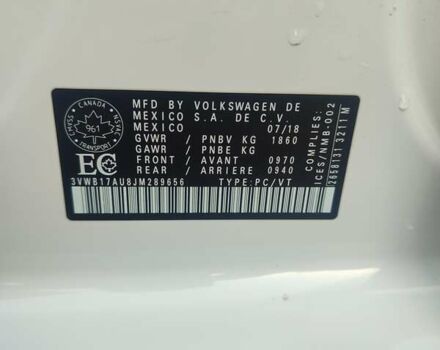 MFD BY VOLKSWAGEN DE
MEXICO S.A. DE C.V.
MEXICO 07/18
GVWR / PNBV KG 1860
GAWR / PNBE KG
FRONT / AVANT 0970
REAR / ARRIERE 0940
3VWB17AU8JM289656 TYPE:PC/VT
CANADA
961
TRANSPORT
EC
ICES/NMB-002